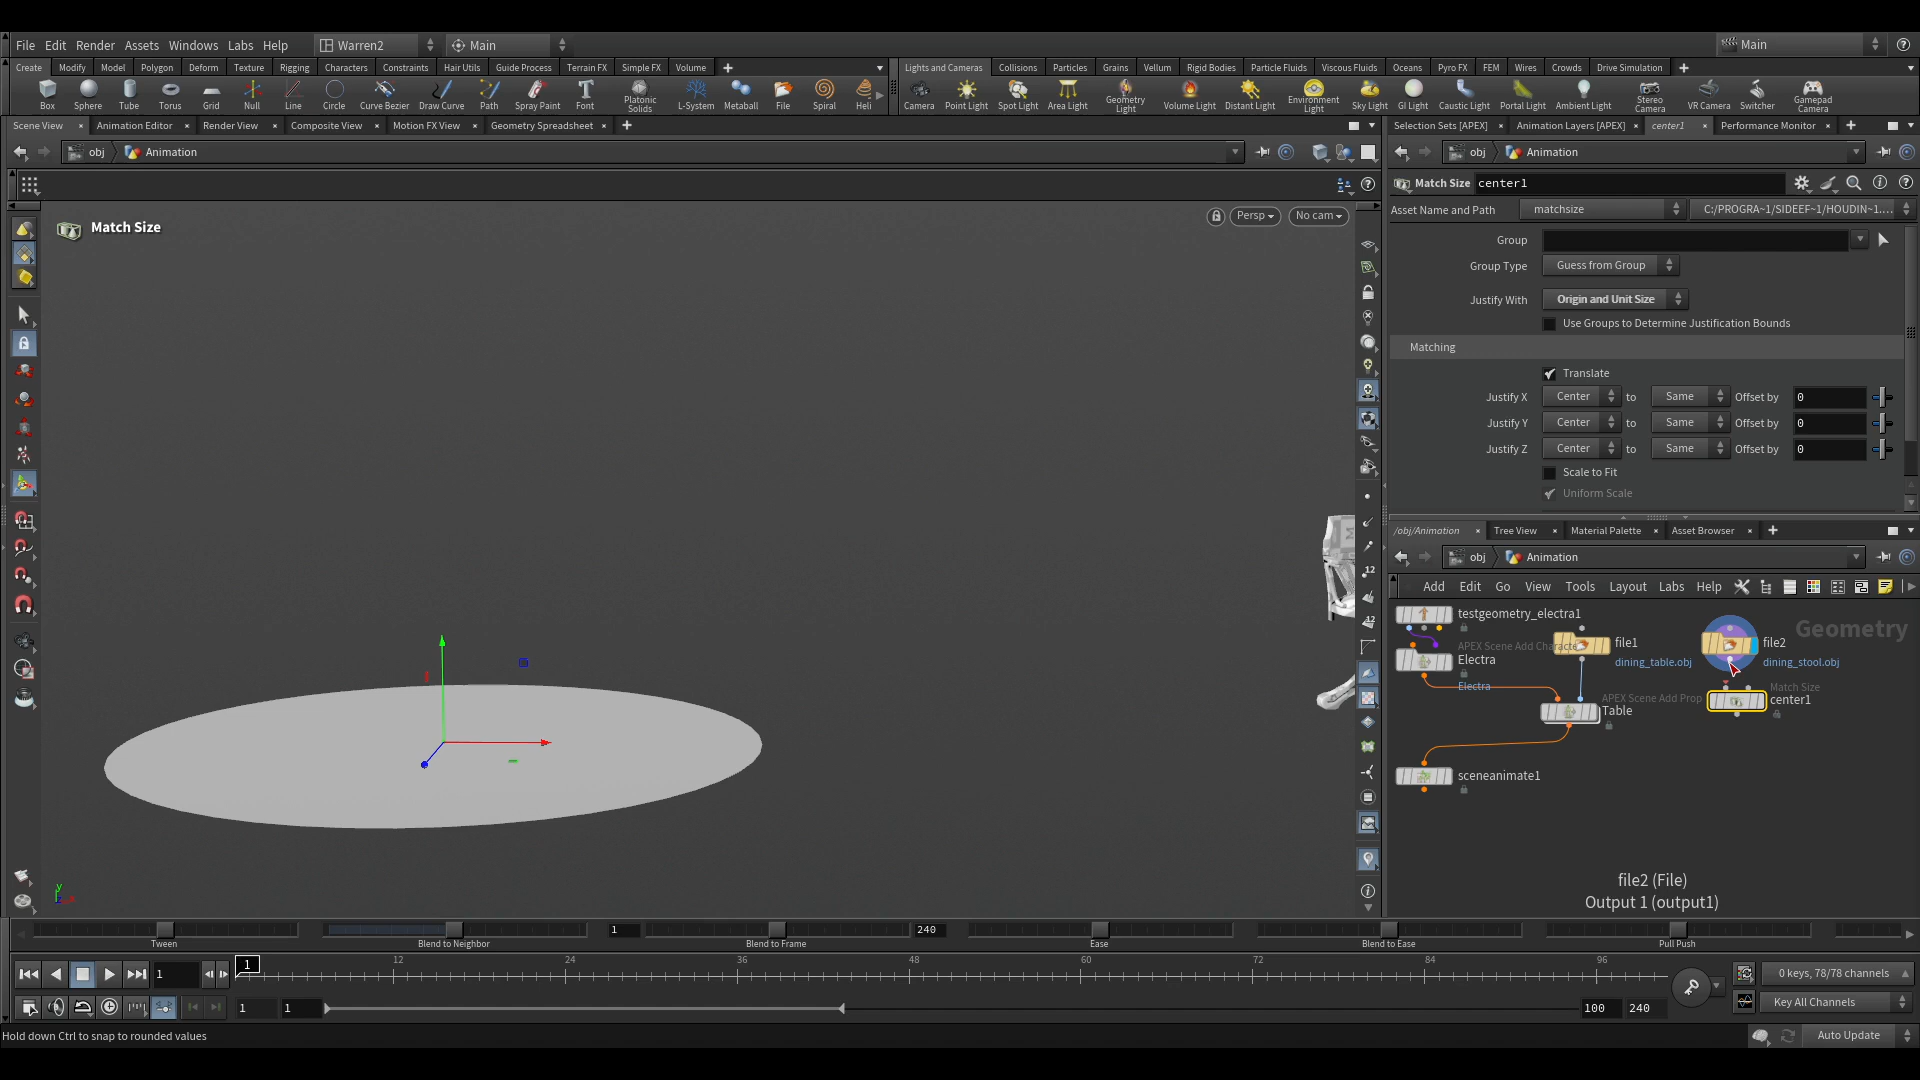 File Edit Render Assets Windows Labs Help Warren2 Main Main
Create Modify Model Polygon Deform Texture Rigging Characters Constraints Hair Utils Guide Process Terrain FX Simple FX Volume
Lights and Cameras Collisions Particles Grains Vellum Rigid Bodies Particle Fluids Viscous Fluids Oceans Pyro FX FEM Wires Crowds Drive Simulation
Box Sphere Tube Torus Grid Null Line Circle Curve Bezier Draw Curve Path Spray Paint Font Platonic Solids L-System Metaball File Spiral Heli
Camera Point Light Spot Light Area Light Geometry Light Volume Light Distant Light Environment Light Sky Light GI Light Caustic Light Portal Light Ambient Light Stereo Camera VR Camera Switcher Gamepad Camera
Scene View Animation Editor Render View Composite View Motion FX View Geometry Spreadsheet
obj Animation
Match Size
Persp No cam
12
12
y
Selection Sets [APEX] Animation Layers [APEX] center1 Performance Monitor
obj Animation
Match Size center1
Asset Name and Path matchsize C:/PROGRA~1/SIDEEF~1/HOUDIN~1....
Group
Group Type Guess from Group
Justify With Origin and Unit Size
Use Groups to Determine Justification Bounds
Matching
Translate
Justify X Center to Same Offset by 0
Justify Y Center to Same Offset by 0
Justify Z Center to Same Offset by 0
Scale to Fit
Uniform Scale
/obj/Animation Tree View Material Palette Asset Browser
obj Animation
Add Edit Go View Tools Layout Labs Help
Geometry
testgeometry_electra1
file1
dining_table.obj
file2
dining_stool.obj
APEX Scene Add Characte
Electra
Electra
APEX Scene Add Prop
Table
Match Size
center1
sceneanimate1
file2 (File)
Output 1 (output1)
1 240
Tween Blend to Neighbor Blend to Frame Ease Blend to Ease Pull Push
1 1 12 24 36 48 60 72 84 96
0 keys, 78/78 channels
1 1 100 240
Key All Channels
Hold down Ctrl to snap to rounded values
Auto Update